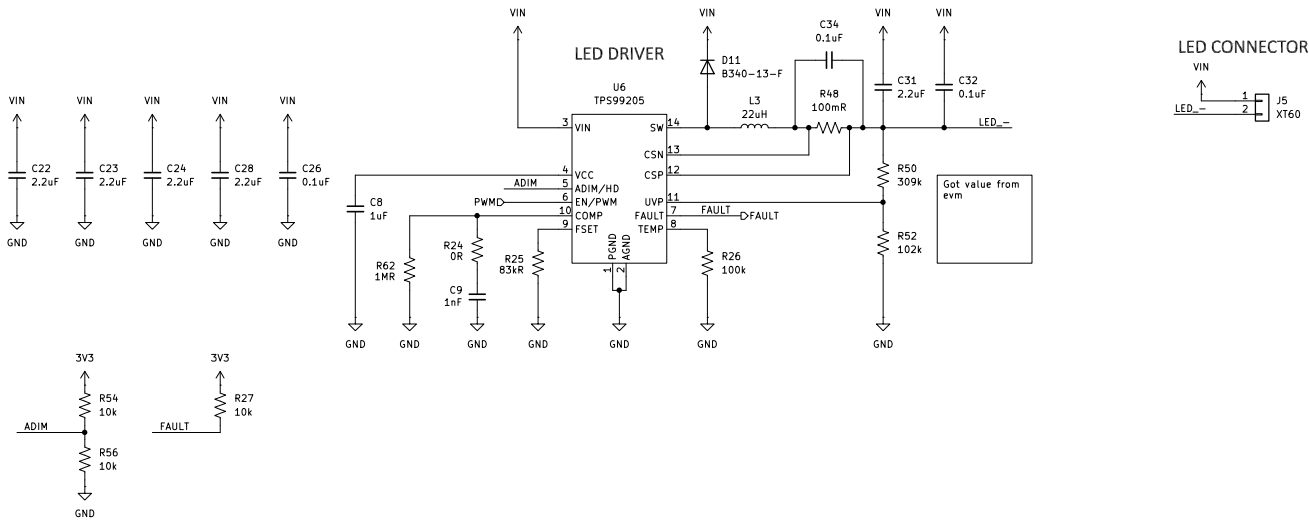 LED DRIVER
LED CONNECTOR
VIN
J5
XT60
1
2
LED_-
VIN
VIN
VIN
VIN
VIN
C22
2.2uF
C23
2.2uF
C24
2.2uF
C28
2.2uF
C26
0.1uF
GND
GND
GND
GND
GND
VIN
VIN
VIN
VIN
C34
0.1uF
D11
B340-13-F
C31
2.2uF
C32
0.1uF
U6
TPS99205
L3
22uH
R48
100mR
LED_-
3 VIN
4 VCC
ADIM 5 ADIM/HD
PWM 6 EN/PWM
10 COMP
9 FSET
SW 14
CSN 13
CSP 12
UVP 11
FAULT 7 FAULT FAULT
TEMP 8
PGND 1
AGND 2
C8
1uF
R62
1MR
R24
0R
C9
1nF
R25
83kR
R26
100k
R50
309k
R52
102k
Got value from
evm
GND
GND
GND
GND
GND
GND
GND
3V3
R54
10k
ADIM
R56
10k
GND
3V3
R27
10k
FAULT